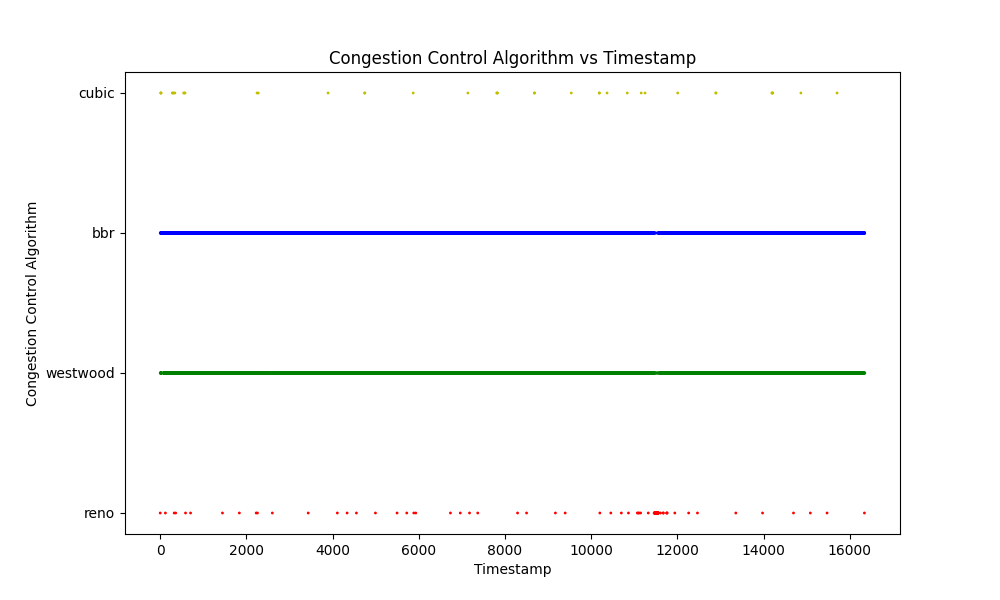 Congestion Control Algorithm vs Timestamp
Congestion Control Algorithm
cubic
bbr
westwood
reno
0 2000 4000 6000 8000 10000 12000 14000 16000
Timestamp